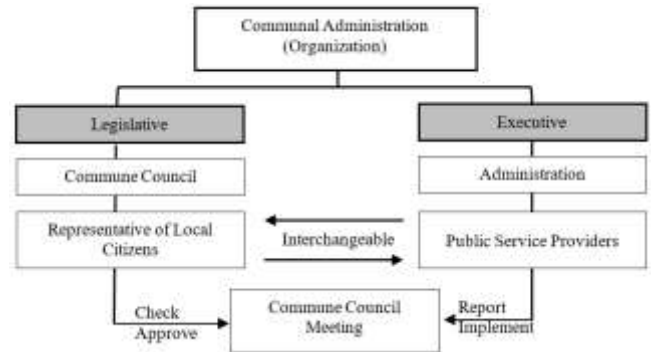 Communal Administration
(Organization)
Legislative
Executive
Commune Council
Administration
Representative of Local
Citizens
Interchangeable
Public Service Providers
Check
Approve
Commune Council
Meeting
Report
Implement